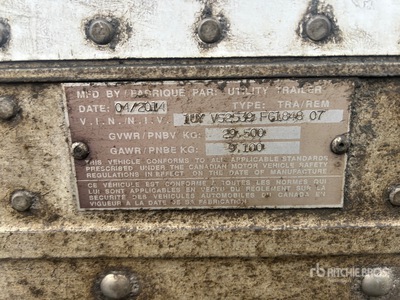 MFD BY / FABRIQUE PAR: UTILITY TRAILER
DATE: 04/2014 TYPE: TRA/REM
V.I.N./N.I.V.: 1UY VS2538 FG1848 07
GVWR/PNBV KG: 29,500
GAWR/PNBE KG: 9,100
THIS VEHICLE CONFORMS TO ALL APPLICABLE STANDARDS
PRESCRIBED UNDER THE CANADIAN MOTOR VEHICLE SAFETY
REGULATIONS IN EFFECT ON THE DATE OF MANUFACTURE
CE VÉHICULE EST CONFORME À TOUTES LES NORMES QUI
LUI SONT APPLICABLES EN VERTU DU RÈGLEMENT SUR LA
SÉCURITÉ DES VÉHICULES AUTOMOBILES DU CANADA EN
VIGUEUR À LA DATE DE SA FABRICATION
rb RITCHIE BROS